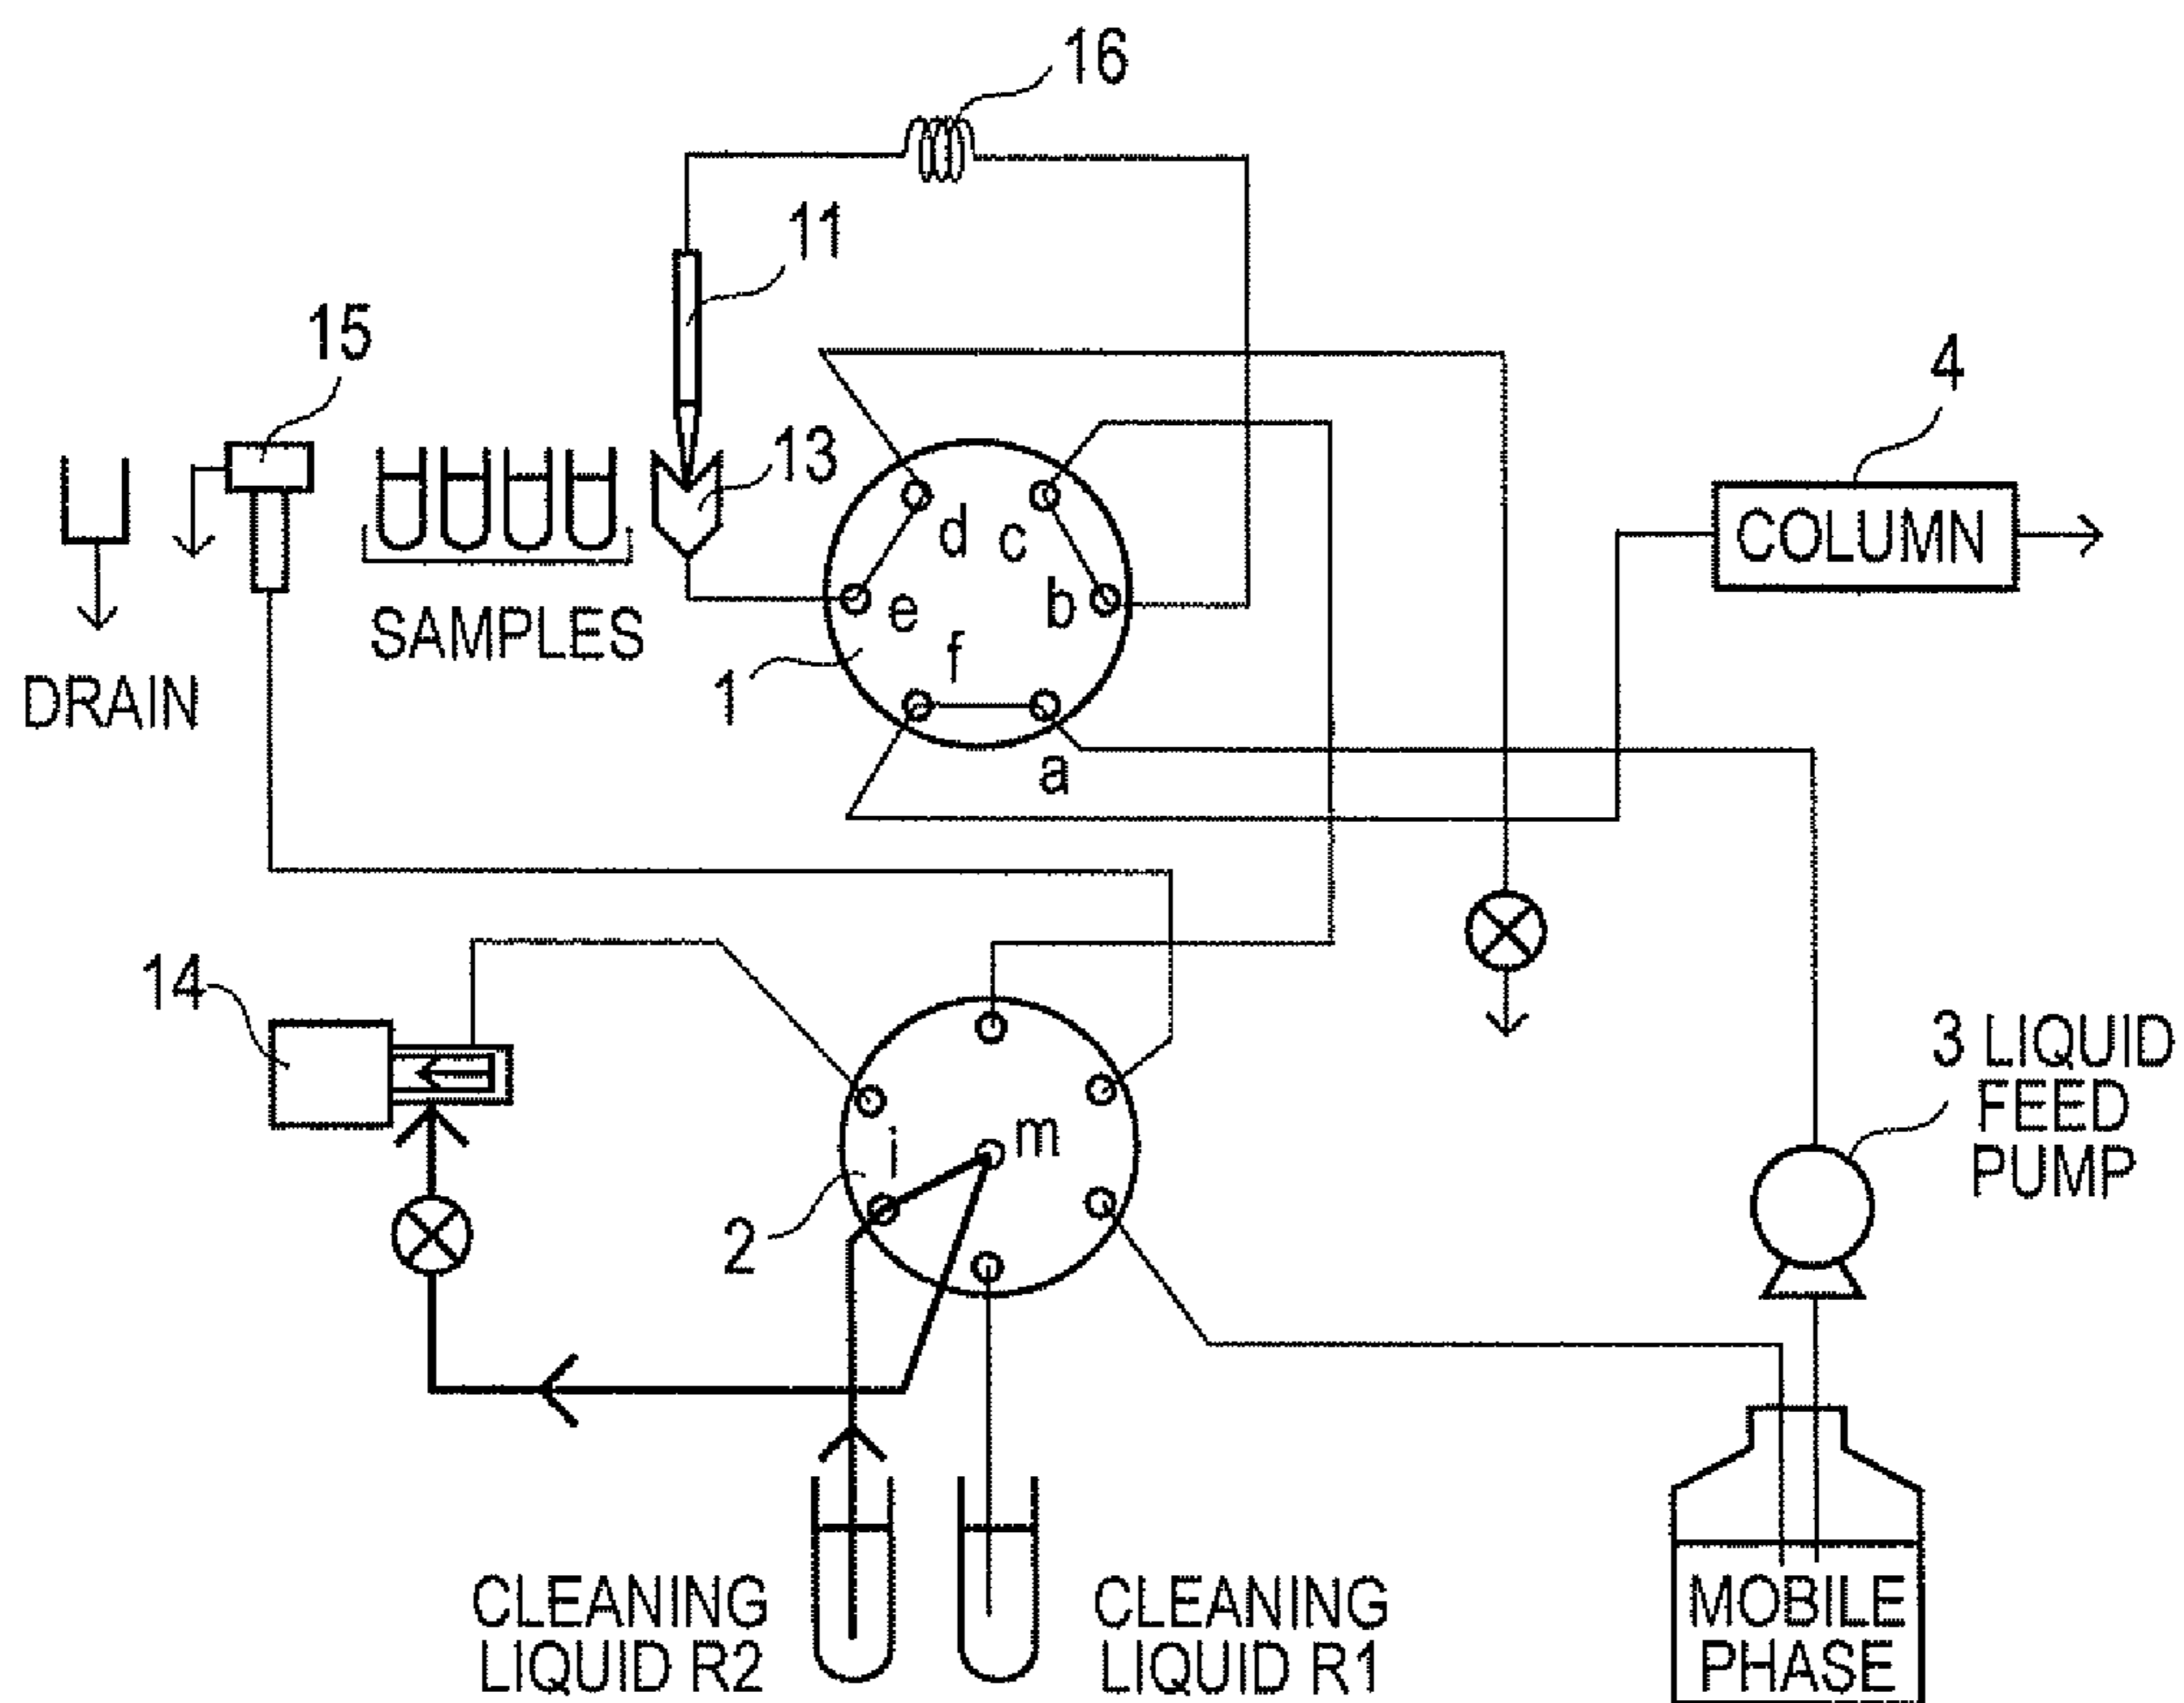 16
11
15
4
13
COLUMN
d
c
e
b
SAMPLES
f
DRAIN
1
a
14
3 LIQUID
FEED
PUMP
m
i
2
CLEANING
LIQUID R2
CLEANING
LIQUID R1
MOBILE
PHASE